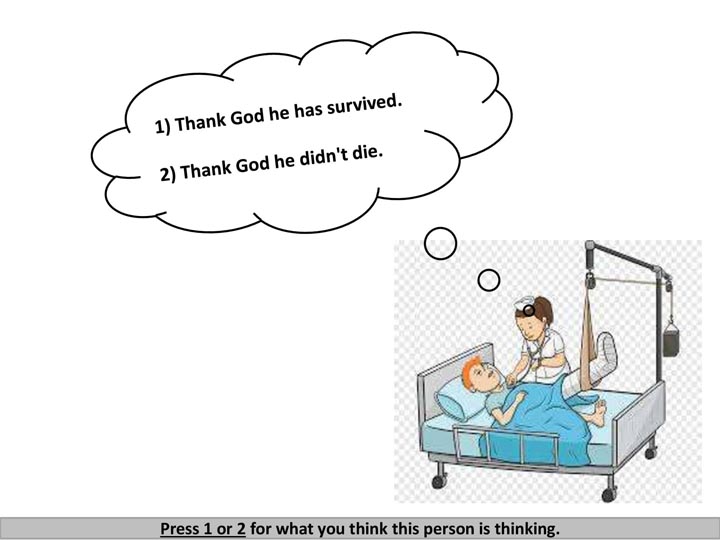 1) Thank God he has survived.
2) Thank God he didn't die.
Press 1 or 2 for what you think this person is thinking.